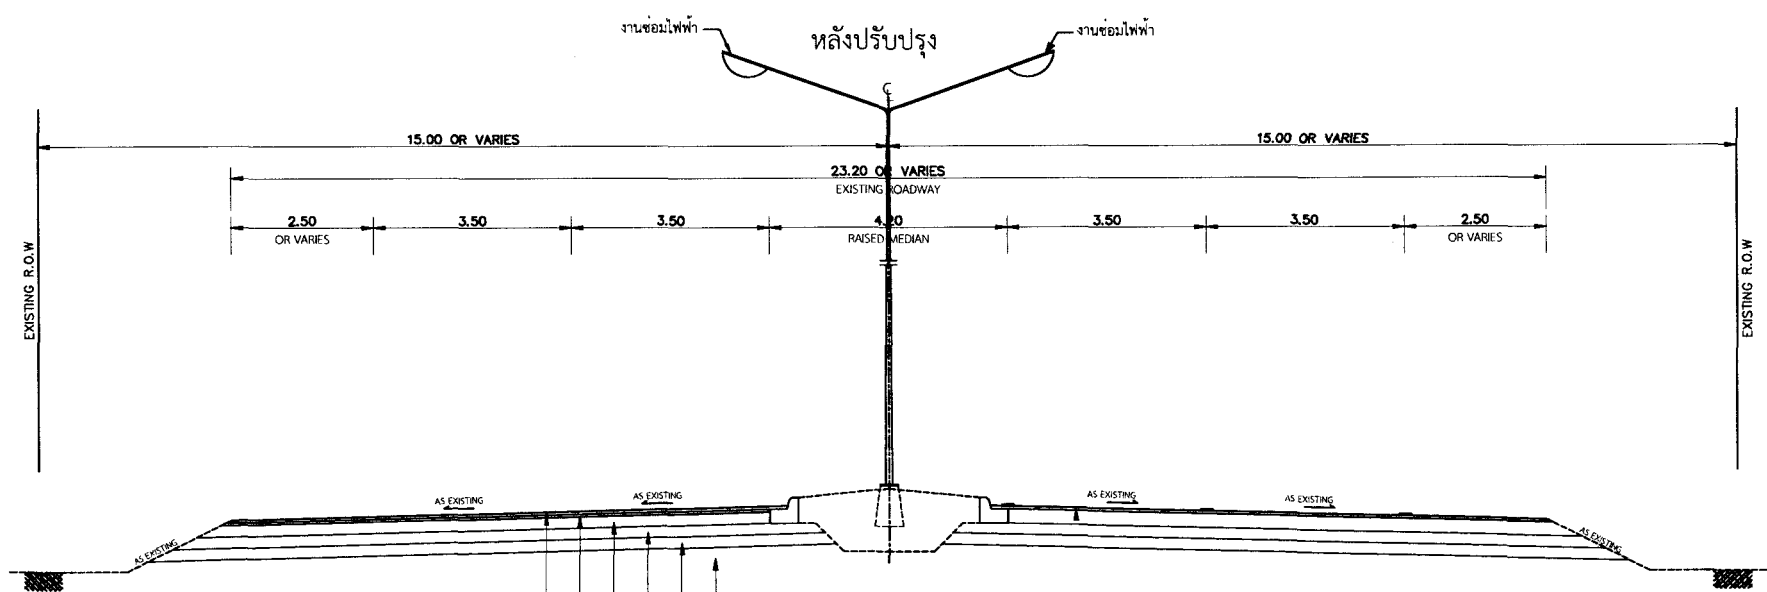 งานซ่อมไฟฟ้า
หลังปรับปรุง
งานซ่อมไฟฟ้า
℄
15.00 OR VARIES
15.00 OR VARIES
23.20 OR VARIES
EXISTING ROADWAY
2.50
OR VARIES
3.50
3.50
4.20
RAISED MEDIAN
3.50
3.50
2.50
OR VARIES
EXISTING R.O.W
EXISTING R.O.W
AS EXISTING
AS EXISTING
AS EXISTING
AS EXISTING
AS EXISTING
AS EXISTING